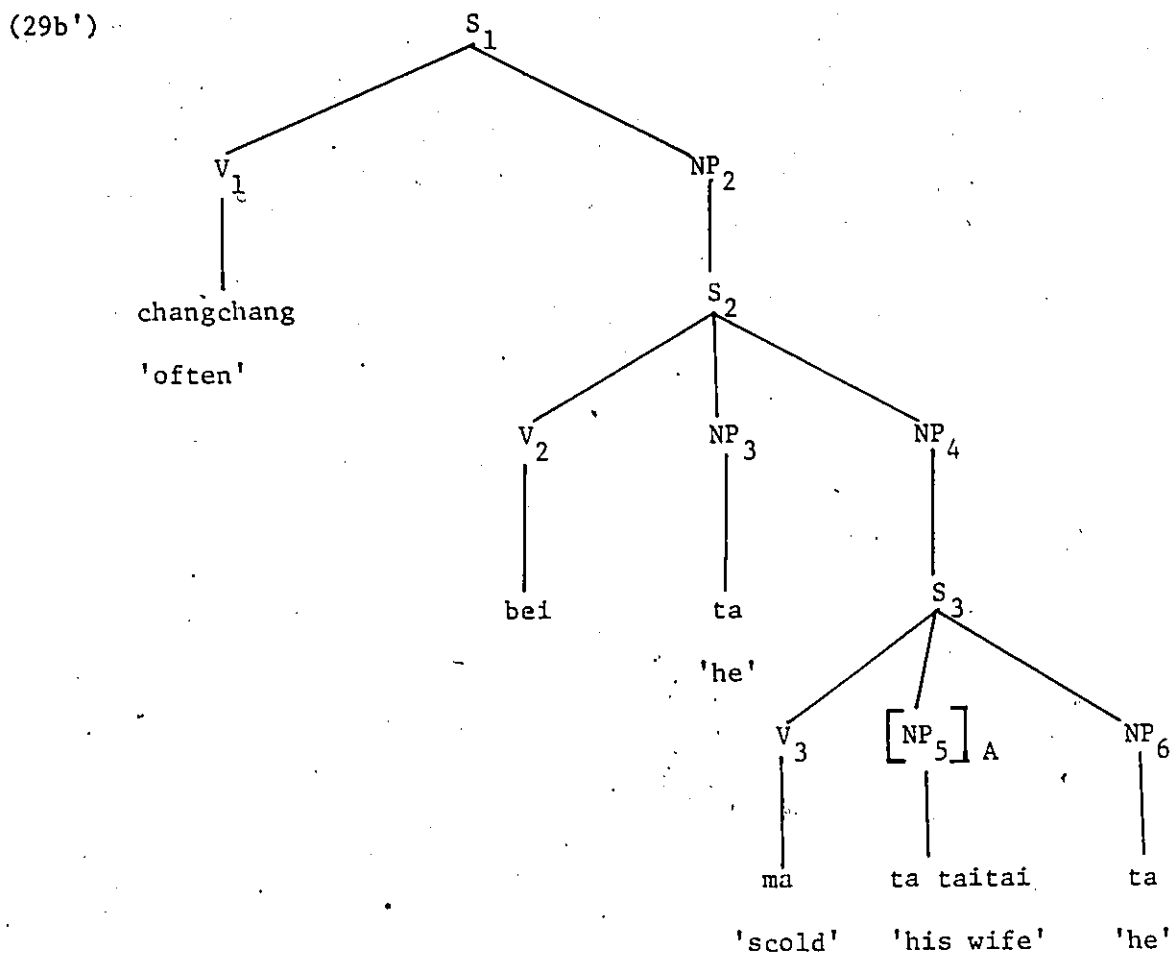 (29b')
S1
V1 NP2
changchang
'often'
S2
V2 NP3 NP4
bei ta
'he'
S3
V3 [NP5]A NP6
ma ta taitai ta
'scold' 'his wife' 'he'